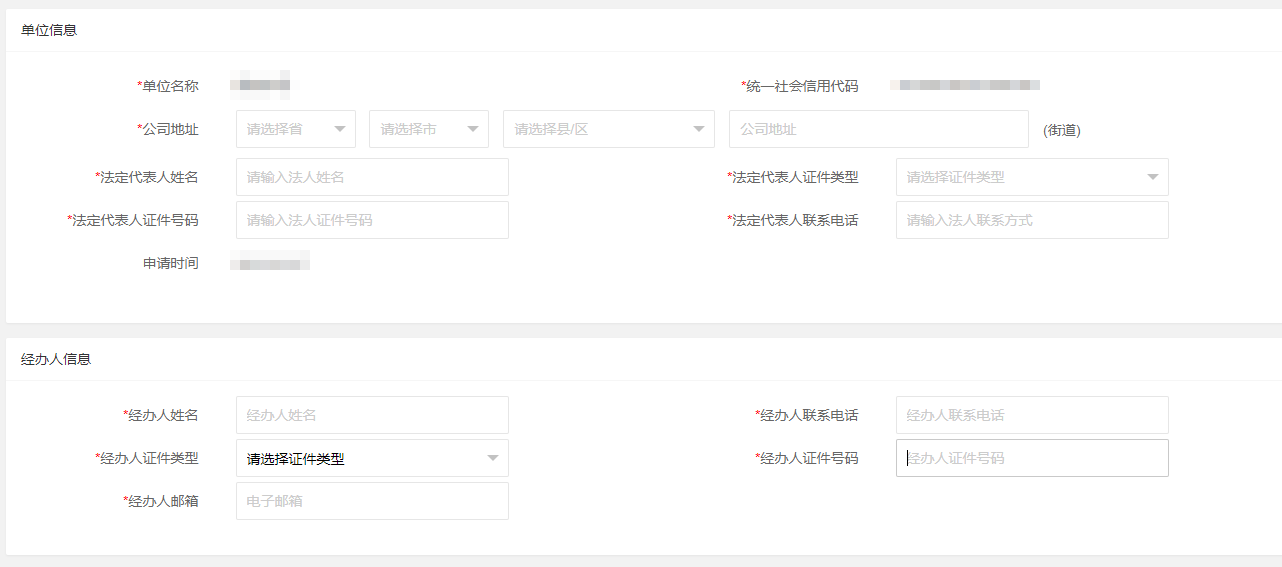 单位信息
*单位名称 *统一社会信用代码
*公司地址 请选择省 请选择市 请选择县/区 公司地址 (街道)
*法定代表人姓名 请输入法人姓名 *法定代表人证件类型 请选择证件类型
*法定代表人证件号码 请输入法人证件号码 *法定代表人联系电话 请输入法人联系方式
申请时间
经办人信息
*经办人姓名 经办人姓名 *经办人联系电话 经办人联系电话
*经办人证件类型 请选择证件类型 *经办人证件号码 经办人证件号码
*经办人邮箱 电子邮箱